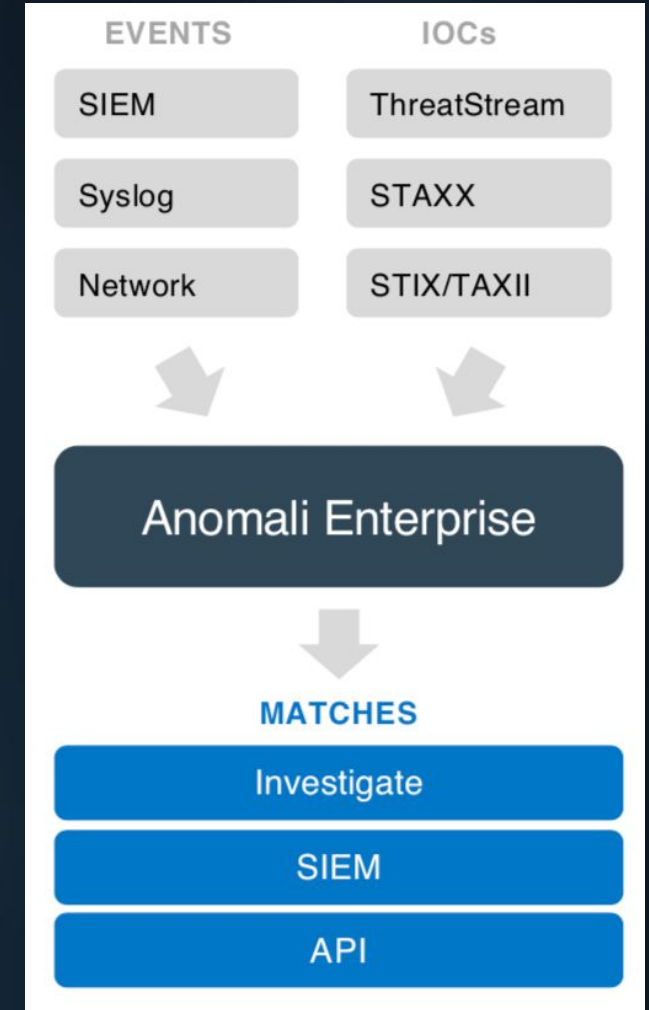 EVENTS
IOCs
SIEM
ThreatStream
Syslog
STAXX
Network
STIX/TAXII
Anomali Enterprise
MATCHES
Investigate
SIEM
API